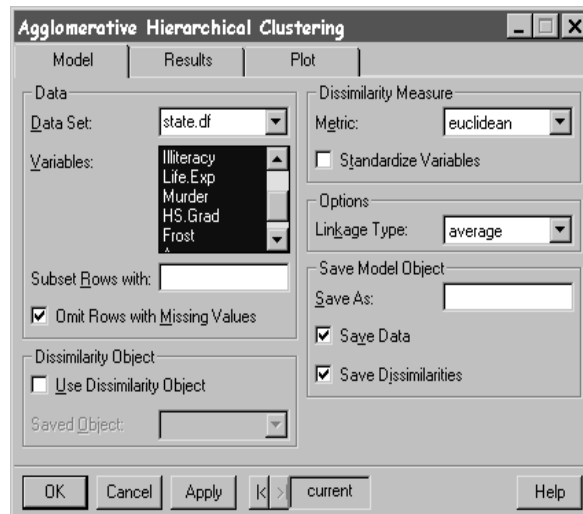 Agglomerative Hierarchical Clustering
Model
Results
Plot
Data
Data Set:
state.df
Variables:
Illiteracy
Life.Exp
Murder
HS.Grad
Frost
Subset Rows with:
Omit Rows with Missing Values
Dissimilarity Object
Use Dissimilarity Object
Saved Object:
Dissimilarity Measure
Metric:
euclidean
Standardize Variables
Options
Linkage Type:
average
Save Model Object
Save As:
Save Data
Save Dissimilarities
OK
Cancel
Apply
current
Help